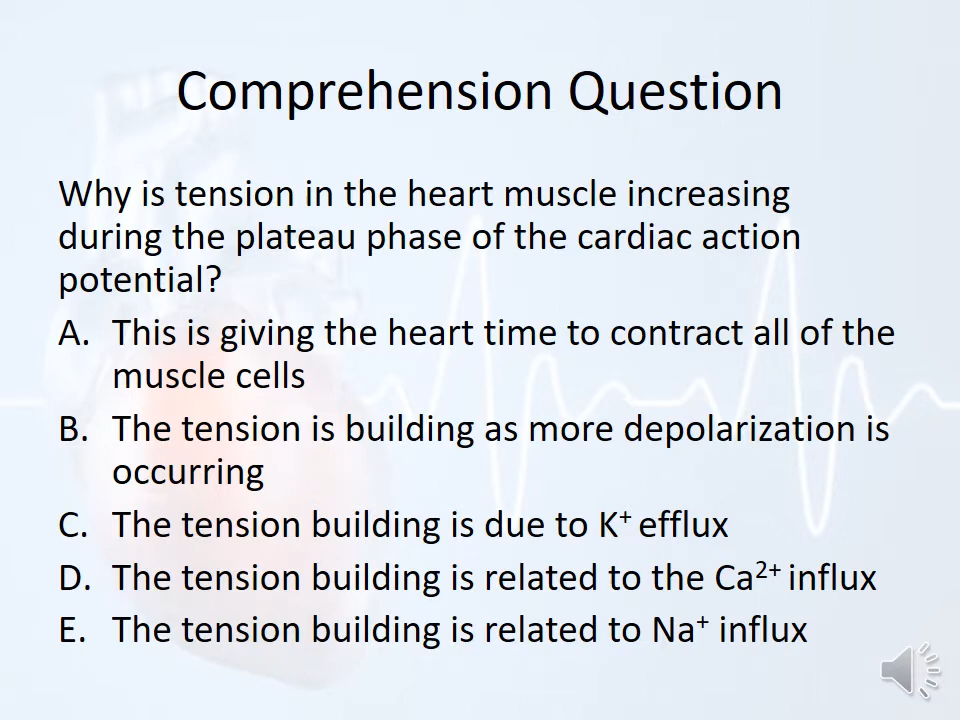 Comprehension Question
Why is tension in the heart muscle increasing
during the plateau phase of the cardiac action
potential?
A. This is giving the heart time to contract all of the
muscle cells
B. The tension is building as more depolarization is
occurring
C. The tension building is due to K⁺ efflux
D. The tension building is related to the Ca²⁺ influx
E. The tension building is related to Na⁺ influx